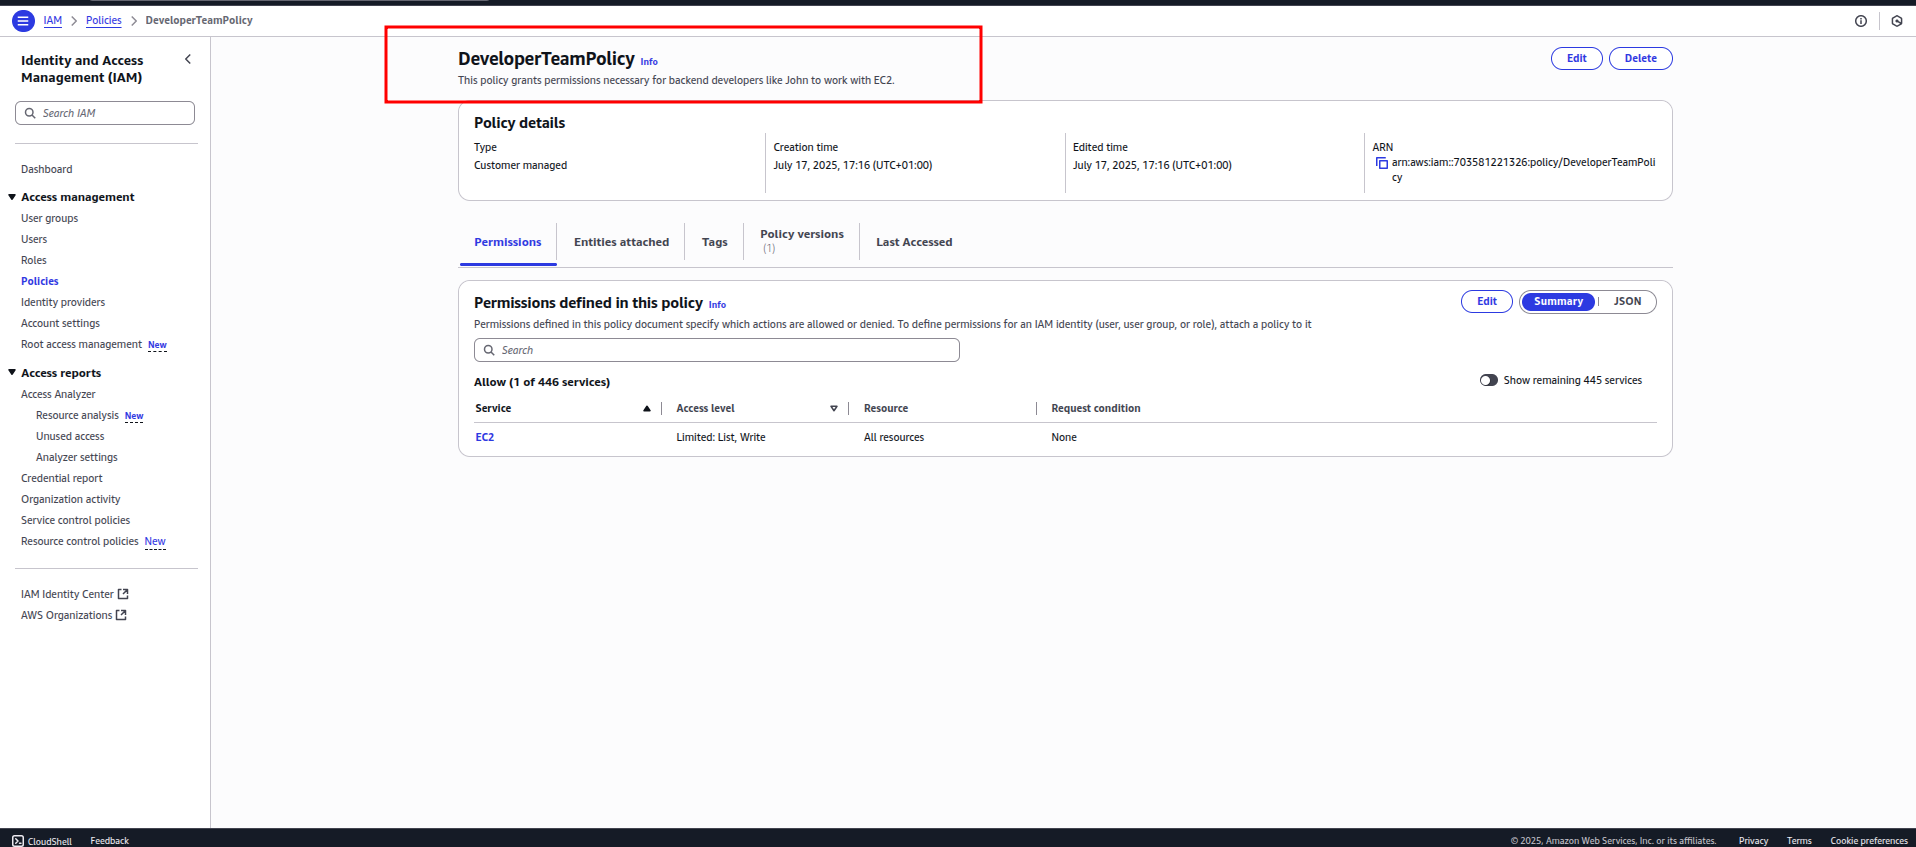 IAM > Policies > DeveloperTeamPolicy
Identity and Access
Management (IAM)
Search IAM
Dashboard
Access management
User groups
Users
Roles
Policies
Identity providers
Account settings
Root access management New
Access reports
Access Analyzer
Resource analysis New
Unused access
Analyzer settings
Credential report
Organization activity
Service control policies
Resource control policies New
IAM Identity Center
AWS Organizations
DeveloperTeamPolicy Info
This policy grants permissions necessary for backend developers like John to work with EC2.
Edit Delete
Policy details
Type
Customer managed
Creation time
July 17, 2025, 17:16 (UTC+01:00)
Edited time
July 17, 2025, 17:16 (UTC+01:00)
ARN
arn:aws:iam::703581221326:policy/DeveloperTeamPoli
cy
Permissions Entities attached Tags Policy versions
(1)
Last Accessed
Permissions defined in this policy Info
Edit Summary JSON
Permissions defined in this policy document specify which actions are allowed or denied. To define permissions for an IAM identity (user, user group, or role), attach a policy to it
Search
Allow (1 of 446 services)
Show remaining 445 services
Service Access level Resource Request condition
EC2 Limited: List, Write All resources None
CloudShell Feedback
© 2025, Amazon Web Services, Inc. or its affiliates. Privacy Terms Cookie preferences